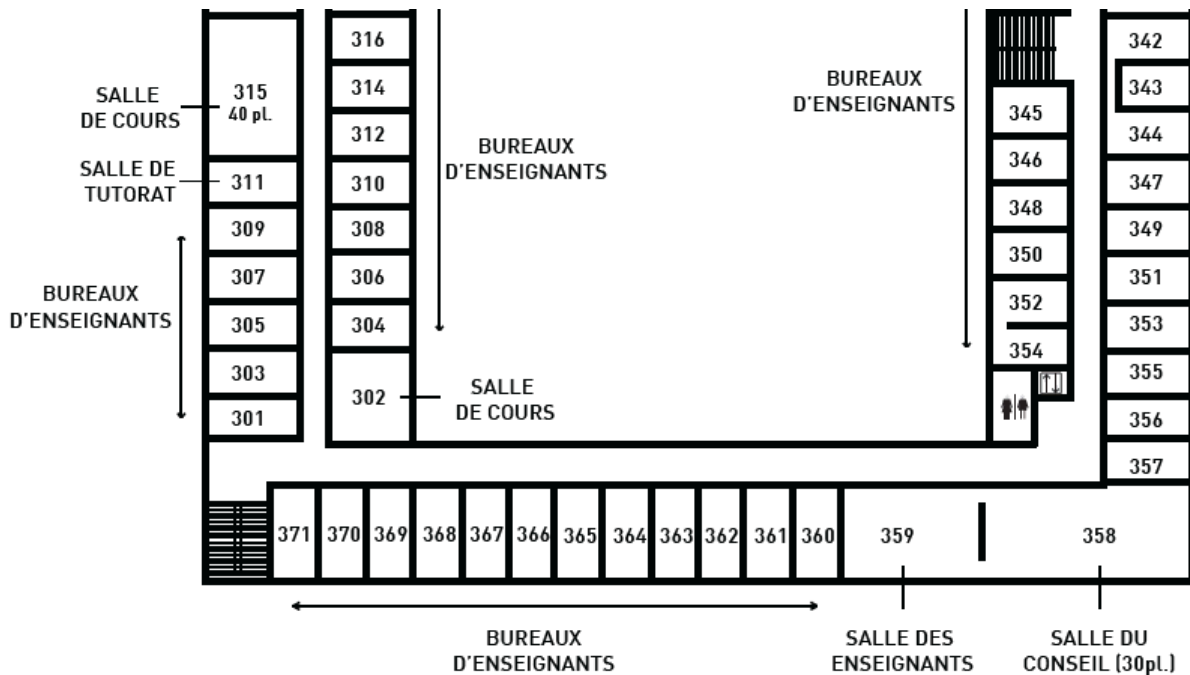 316
342
314
BUREAUX
D'ENSEIGNANTS
343
315
40 pl.
SALLE
DE COURS
345
312
344
BUREAUX
D'ENSEIGNANTS
346
SALLE DE
TUTORAT
311
310
347
348
309
308
349
350
307
306
351
BUREAUX
D'ENSEIGNANTS
352
305
304
353
354
303
355
302
SALLE
DE COURS
301
356
357
371
370
369
368
367
366
365
364
363
362
361
360
359
358
BUREAUX
D'ENSEIGNANTS
SALLE DES
ENSEIGNANTS
SALLE DU
CONSEIL (30pl.)